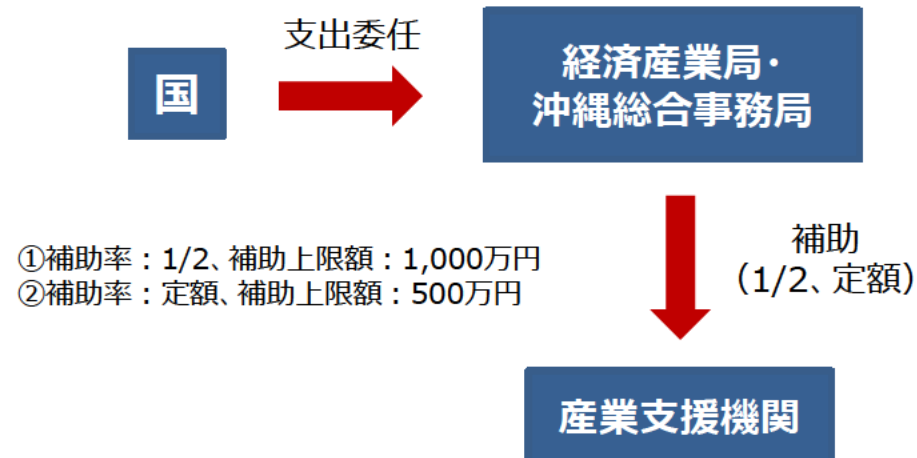 支出委任
国
経済産業局・
沖縄総合事務局
①補助率：1/2、補助上限額：1,000万円
②補助率：定額、補助上限額：500万円
補助
（1/2、定額）
産業支援機関